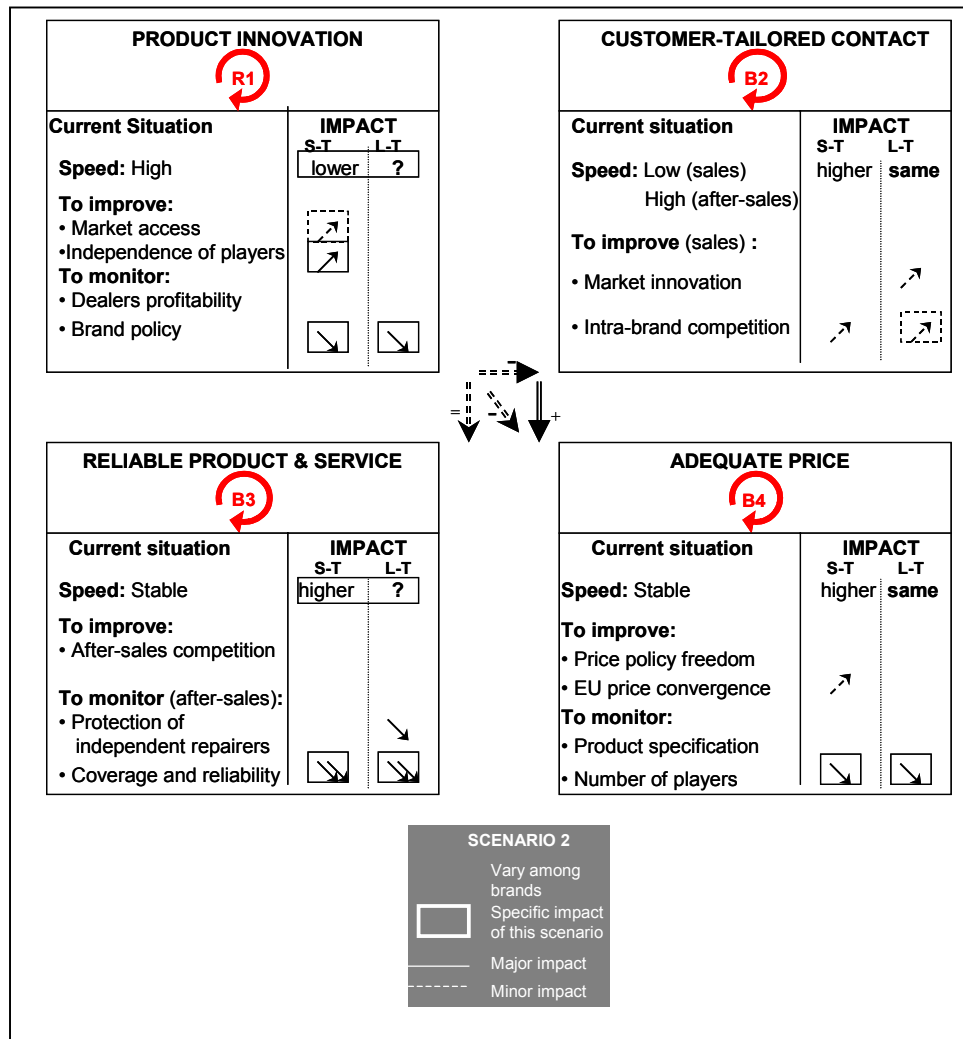 PRODUCT INNOVATION
R1
Current Situation
IMPACT
S-T L-T
Speed: High
lower ?
To improve:
• Market access
•Independence of players
To monitor:
• Dealers profitability
• Brand policy
CUSTOMER-TAILORED CONTACT
B2
Current situation
IMPACT
S-T L-T
Speed: Low (sales)
higher same
High (after-sales)
To improve (sales) :
• Market innovation
• Intra-brand competition
-
= - +
RELIABLE PRODUCT & SERVICE
B3
Current situation
IMPACT
S-T L-T
Speed: Stable
higher ?
To improve:
• After-sales competition
To monitor (after-sales):
• Protection of
independent repairers
• Coverage and reliability
ADEQUATE PRICE
B4
Current situation
IMPACT
S-T L-T
Speed: Stable
higher same
To improve:
• Price policy freedom
• EU price convergence
To monitor:
• Product specification
• Number of players
SCENARIO 2
Vary among
brands
Specific impact
of this scenario
Major impact
Minor impact